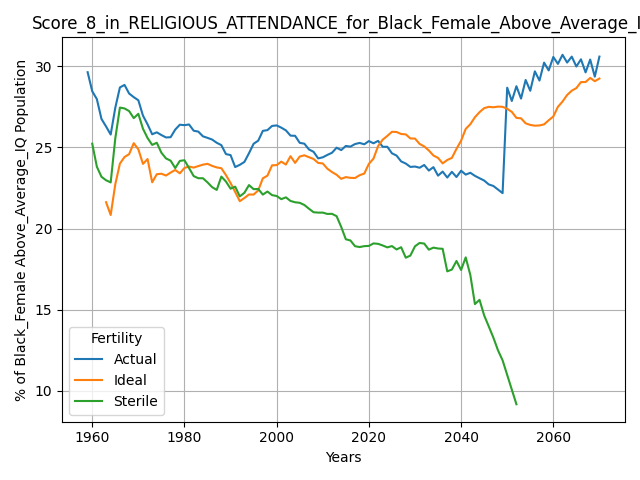 Score_8_in_RELIGIOUS_ATTENDANCE_for_Black_Female_Above_Average_I
% of Black_Female Above_Average_IQ Population
30
25
20
15
10
Fertility
Actual
Ideal
Sterile
1960 1980 2000 2020 2040 2060
Years